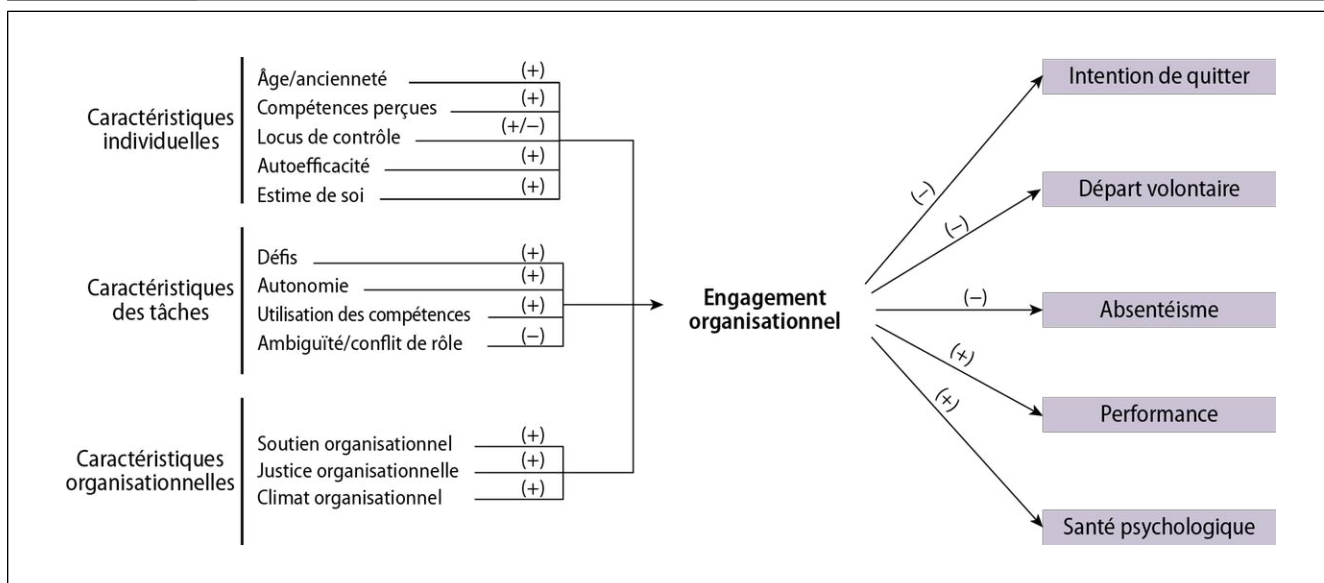 Caractéristiques
individuelles
Âge/ancienneté (+)
Compétences perçues (+)
Locus de contrôle (+/−)
Autoefficacité (+)
Estime de soi (+)
Caractéristiques
des tâches
Défis (+)
Autonomie (+)
Utilisation des compétences (+)
Ambiguïté/conflit de rôle (−)
Caractéristiques
organisationnelles
Soutien organisationnel (+)
Justice organisationnelle (+)
Climat organisationnel (+)
Engagement
organisationnel
(−) Intention de quitter
(−) Départ volontaire
(−) Absentéisme
(+) Performance
(+) Santé psychologique